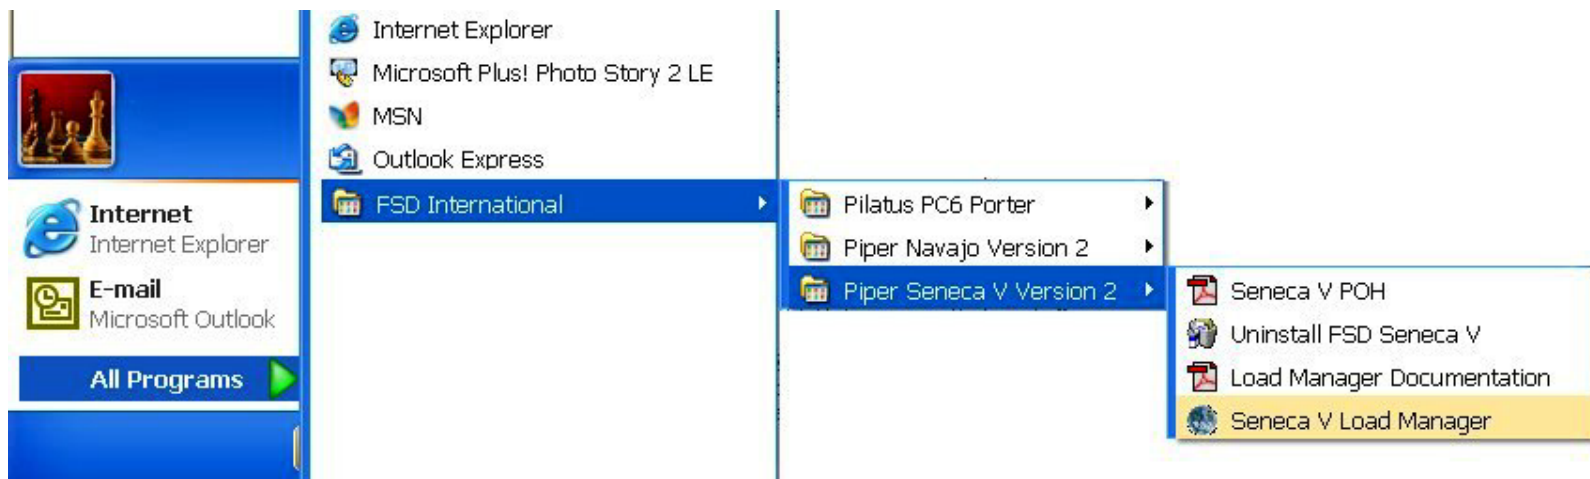 Internet Explorer
Microsoft Plus! Photo Story 2 LE
MSN
Outlook Express
FSD International
Internet
Internet Explorer
E-mail
Microsoft Outlook
All Programs
Pilatus PC6 Porter
Piper Navajo Version 2
Piper Seneca V Version 2
Seneca V POH
Uninstall FSD Seneca V
Load Manager Documentation
Seneca V Load Manager